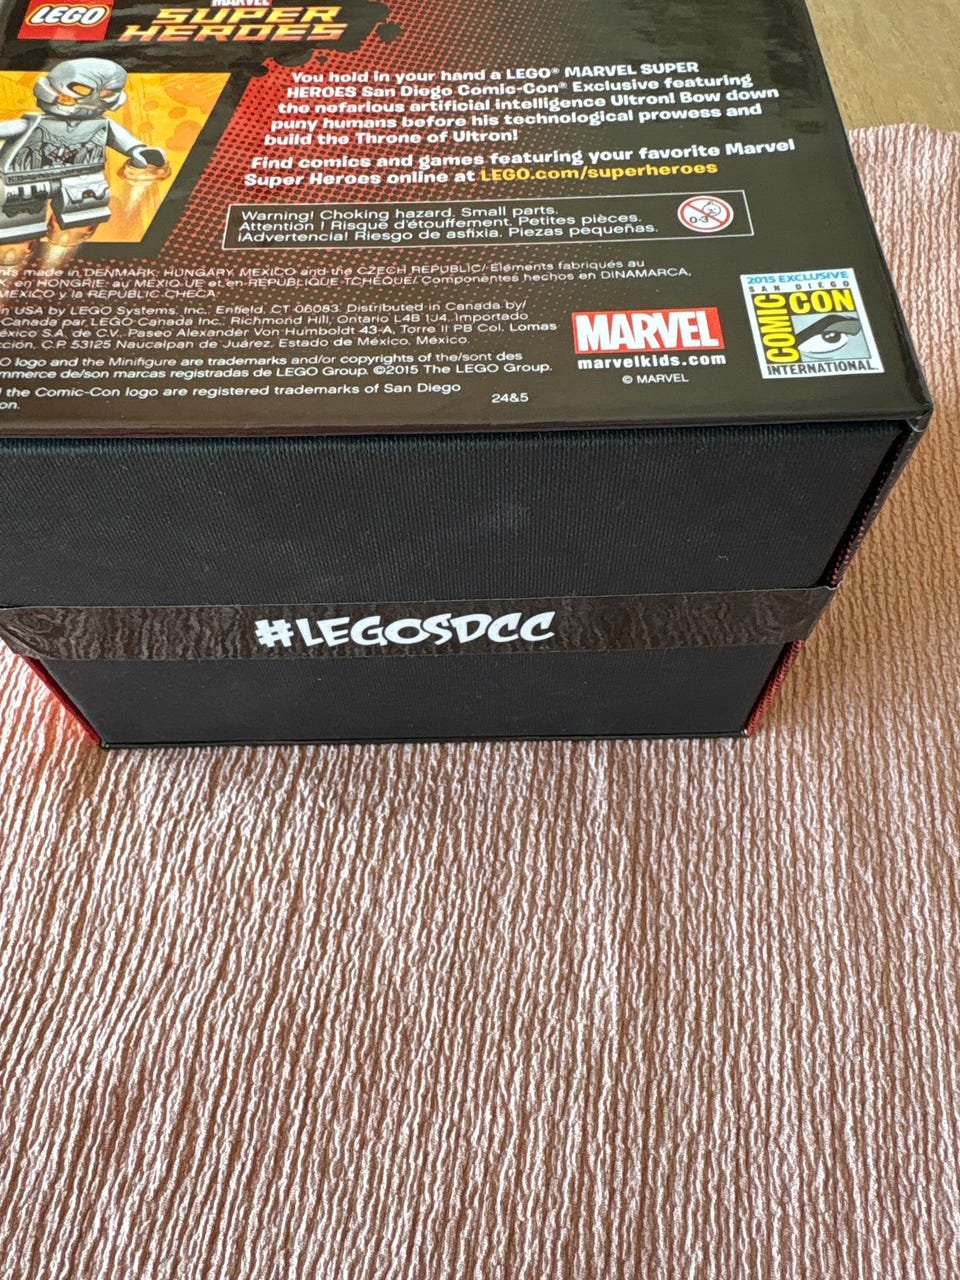 LEGO
MARVEL
SUPER
HEROES
You hold in your hand a LEGO® MARVEL SUPER
HEROES San Diego Comic-Con® Exclusive featuring
the nefarious artificial intelligence Ultron! Bow down
puny humans before his technological prowess and
build the Throne of Ultron!
Find comics and games featuring your favorite Marvel
Super Heroes online at LEGO.com/superheroes
Warning! Choking hazard. Small parts.
Attention ! Risque d'étouffement. Petites pièces.
¡Advertencia! Riesgo de asfixia. Piezas pequeñas.
0-3
made in DENMARK, HUNGARY, MEXICO and the CZECH REPUBLIC/ Éléments fabriqués au
en HONGRIE, au MEXIQUE et en RÉPUBLIQUE TCHÈQUE/ Componentes hechos en DINAMARCA,
MEXICO y la REPUBLIC CHECA
in USA by LEGO Systems, Inc., Enfield, CT 06083. Distributed in Canada by/
Canada par LEGO Canada Inc., Richmond Hill, Ontario L4B 1J4. Importado
S.A. de C.V., Paseo Alexander Von Humboldt 43-A, Torre II PB Col. Lomas
C.P. 53125 Naucalpan de Juárez, Estado de México, México.
logo and the Minifigure are trademarks and/or copyrights of the/sont des
de/son marcas registradas de LEGO Group. ©2015 The LEGO Group.
the Comic-Con logo are registered trademarks of San Diego
24&5
MARVEL
marvelkids.com
© MARVEL
2015 EXCLUSIVE
SAN DIEGO
COMIC CON
INTERNATIONAL.
#LEGOSDCC